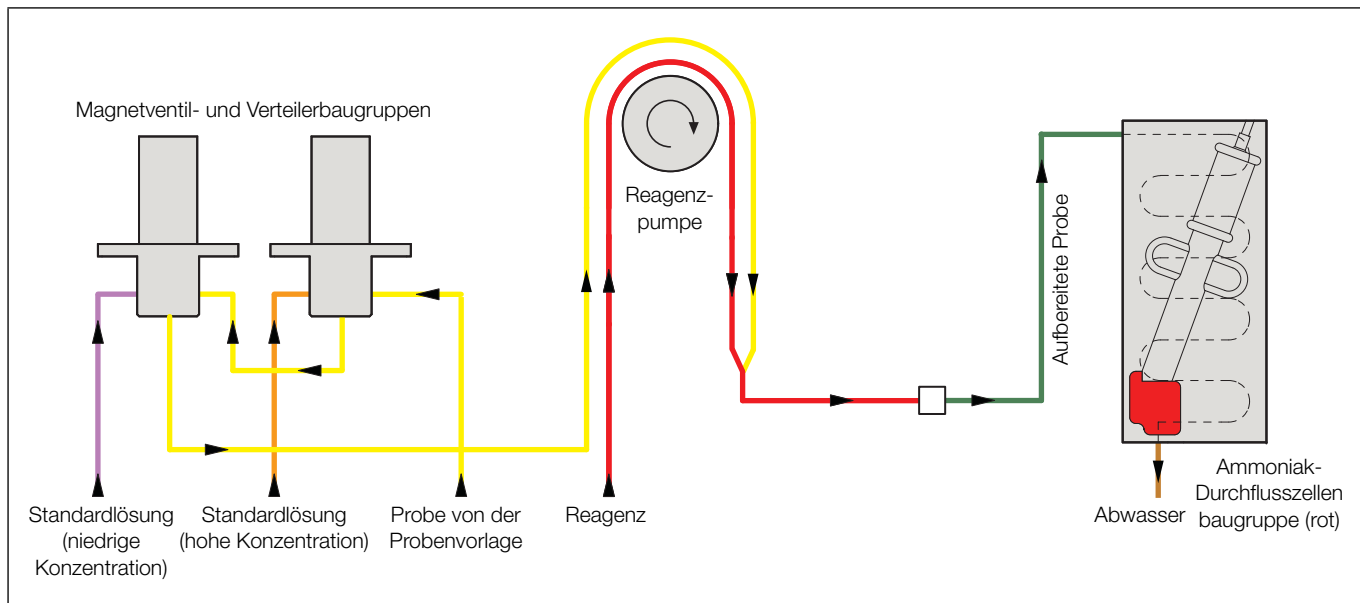 Magnetventil- und Verteilerbaugruppen
Reagenz-
pumpe
Aufbereitete Probe
Standardlösung
(niedrige
Konzentration)
Standardlösung
(hohe Konzentration)
Probe von der
Probenvorlage
Reagenz
Abwasser
Ammoniak-
Durchflusszellen
baugruppe (rot)